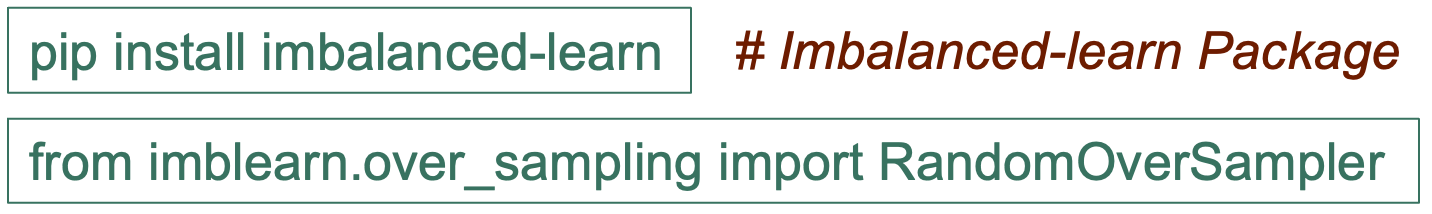 pip install imbalanced-learn # Imbalanced-learn Package
from imblearn.over_sampling import RandomOverSampler